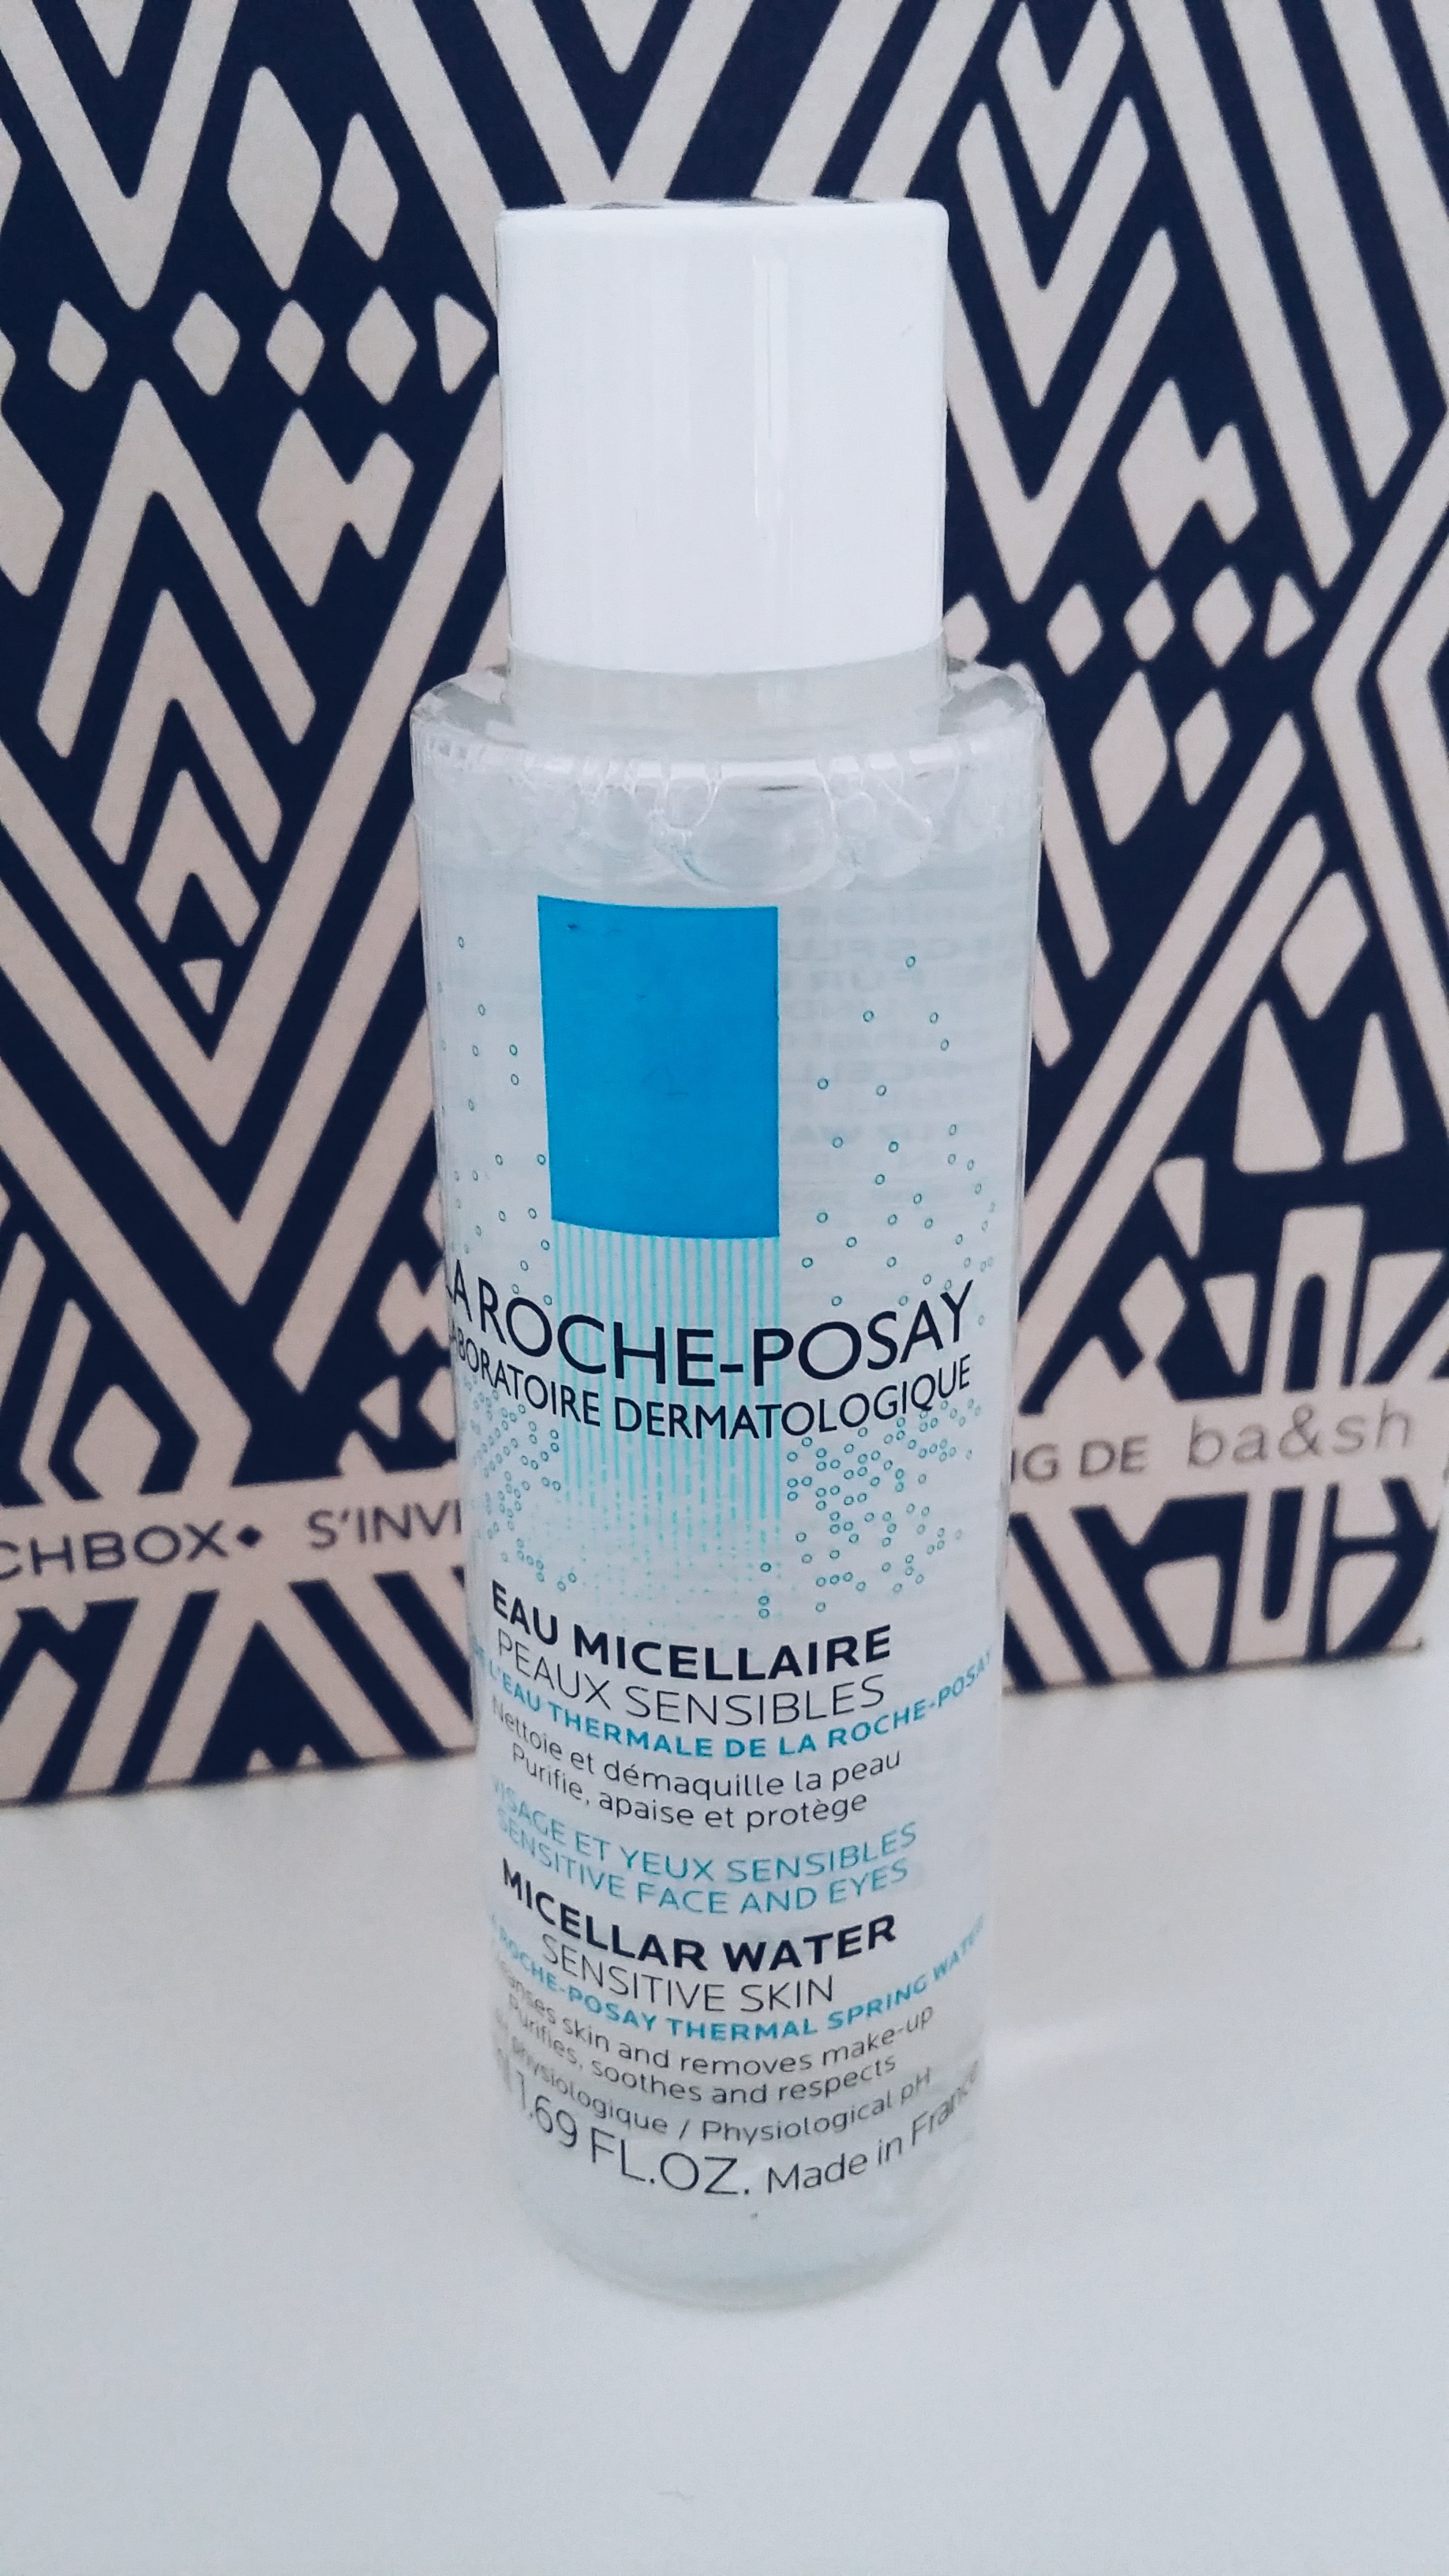 LA ROCHE-POSAY
LABORATOIRE DERMATOLOGIQUE
CHBOX◆ S'INVI
NG DE ba&sh
EAU MICELLAIRE
PEAUX SENSIBLES
L'EAU THERMALE DE LA ROCHE-POSAY
Nettoie et démaquille la peau
Purifie, apaise et protège
VISAGE ET YEUX SENSIBLES
SENSITIVE FACE AND EYES
MICELLAR WATER
SENSITIVE SKIN
ROCHE-POSAY THERMAL SPRING WATER
anses skin and removes make-up
Purifies, soothes and respects
physiologique / Physiological pH
1.69 FL.OZ. Made in France